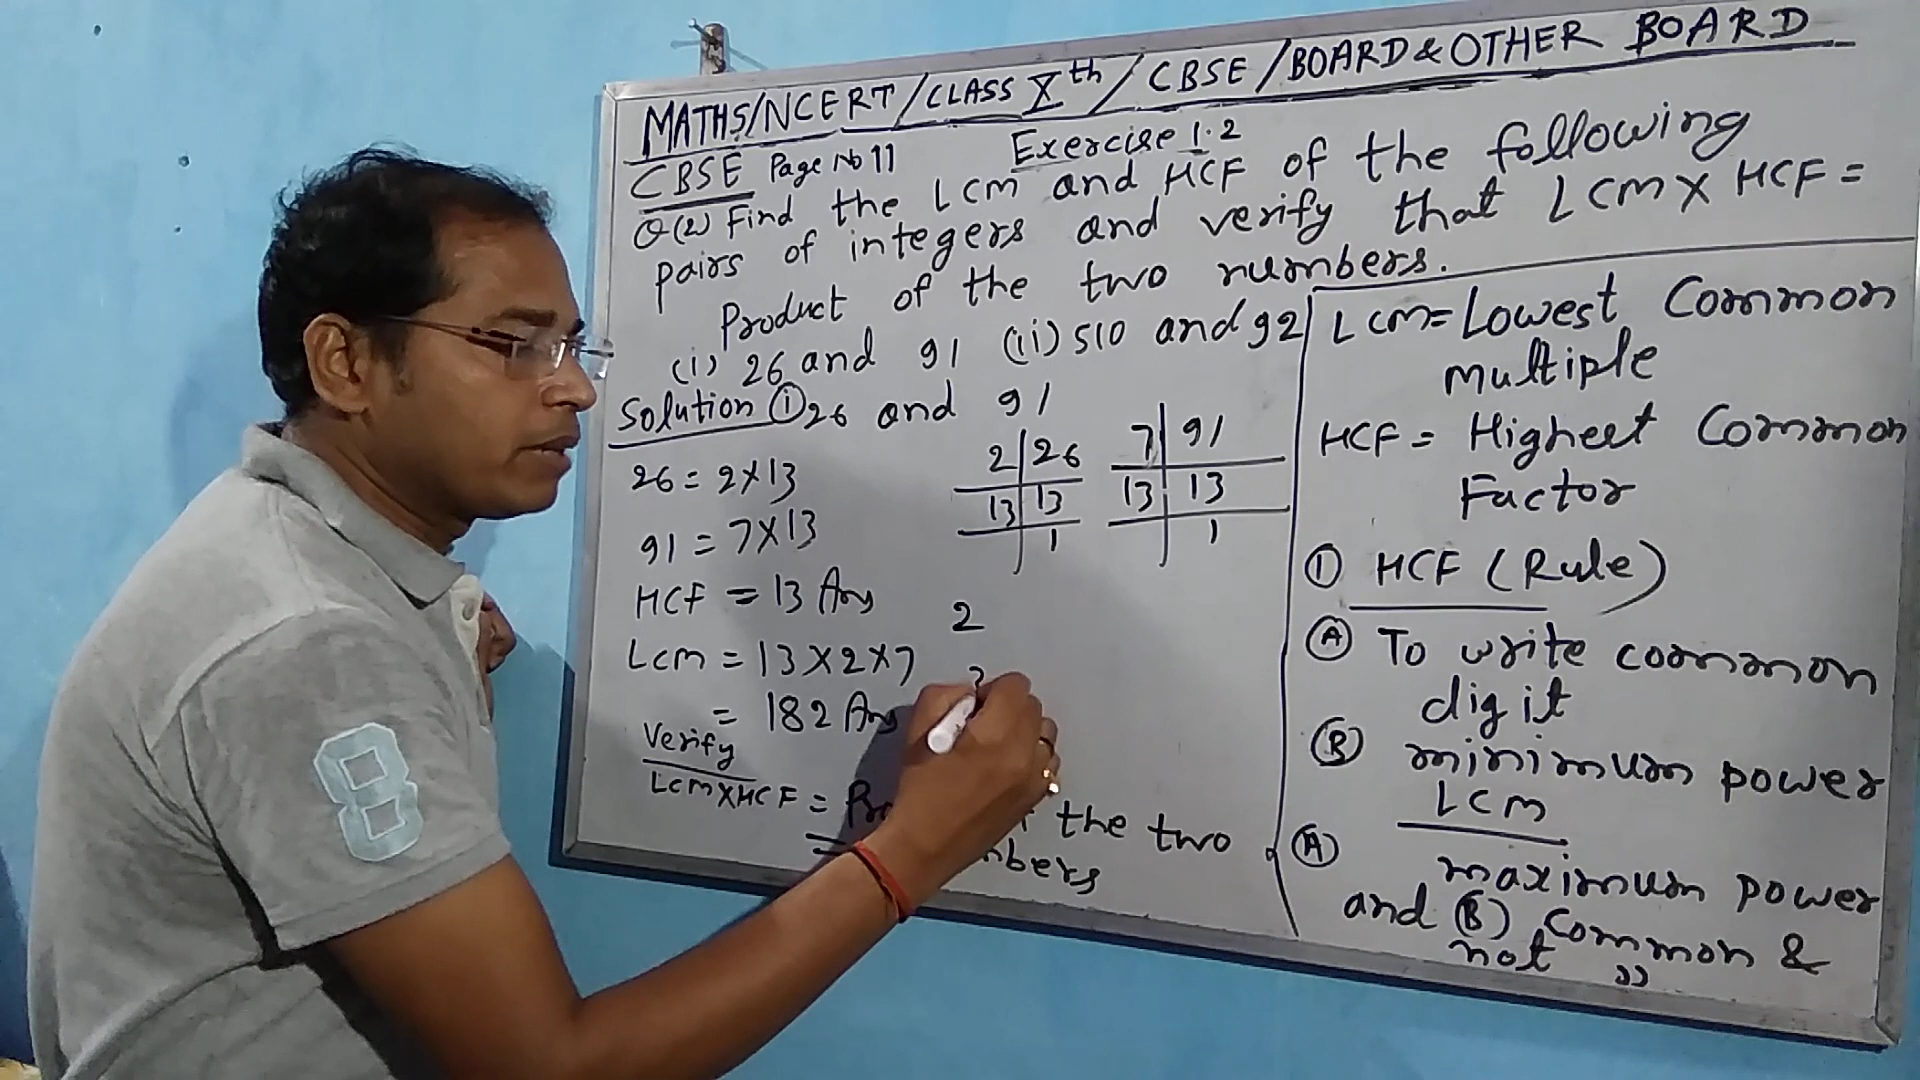 MATHS/NCERT/CLASS Xth/CBSE/BOARD & OTHER BOARD
CBSE Page No 11 Exercise 1.2
Q(2) Find the LCM and HCF of the following
pairs of integers and verify that LCM X HCF =
Product of the two numbers.
(i) 26 and 91 (ii) 510 and 92
Solution (i) 26 and 91
26 = 2X13
91 = 7X13
HCF = 13 Ans
LCM = 13X2X7
= 182 Ans
Verify
LCMXHCF =
the two
2 | 26
13 | 13
1
7 | 91
13 | 13
1
2
LCM = Lowest Common
multiple
HCF = Highest Common
Factor
① HCF (Rule)
Ⓐ To write common
digit
Ⓑ minimum power
LCM
Ⓐ maximum power
and Ⓑ) Common &
not ,,
8